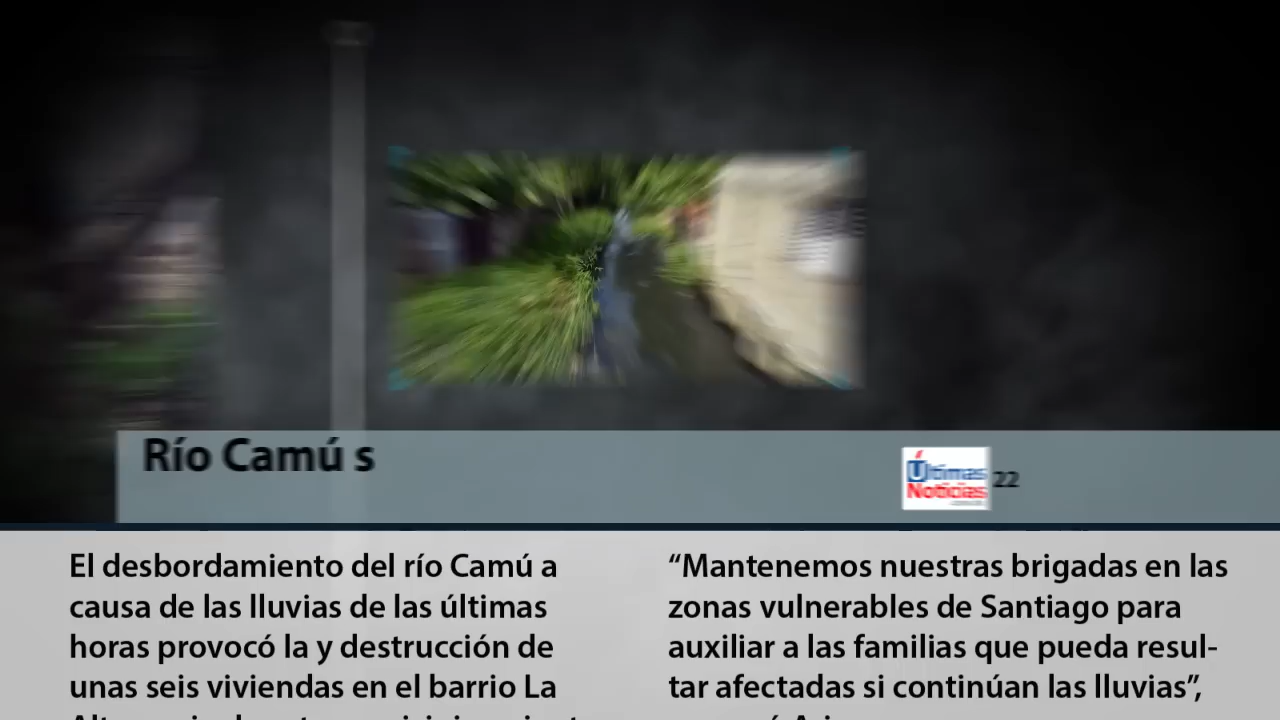 Río Camú s
Últimas
Noticias
22
El desbordamiento del río Camú a
causa de las lluvias de las últimas
horas provocó la y destrucción de
unas seis viviendas en el barrio La
“Mantenemos nuestras brigadas en las
zonas vulnerables de Santiago para
auxiliar a las familias que pueda resul-
tar afectadas si continúan las lluvias”,